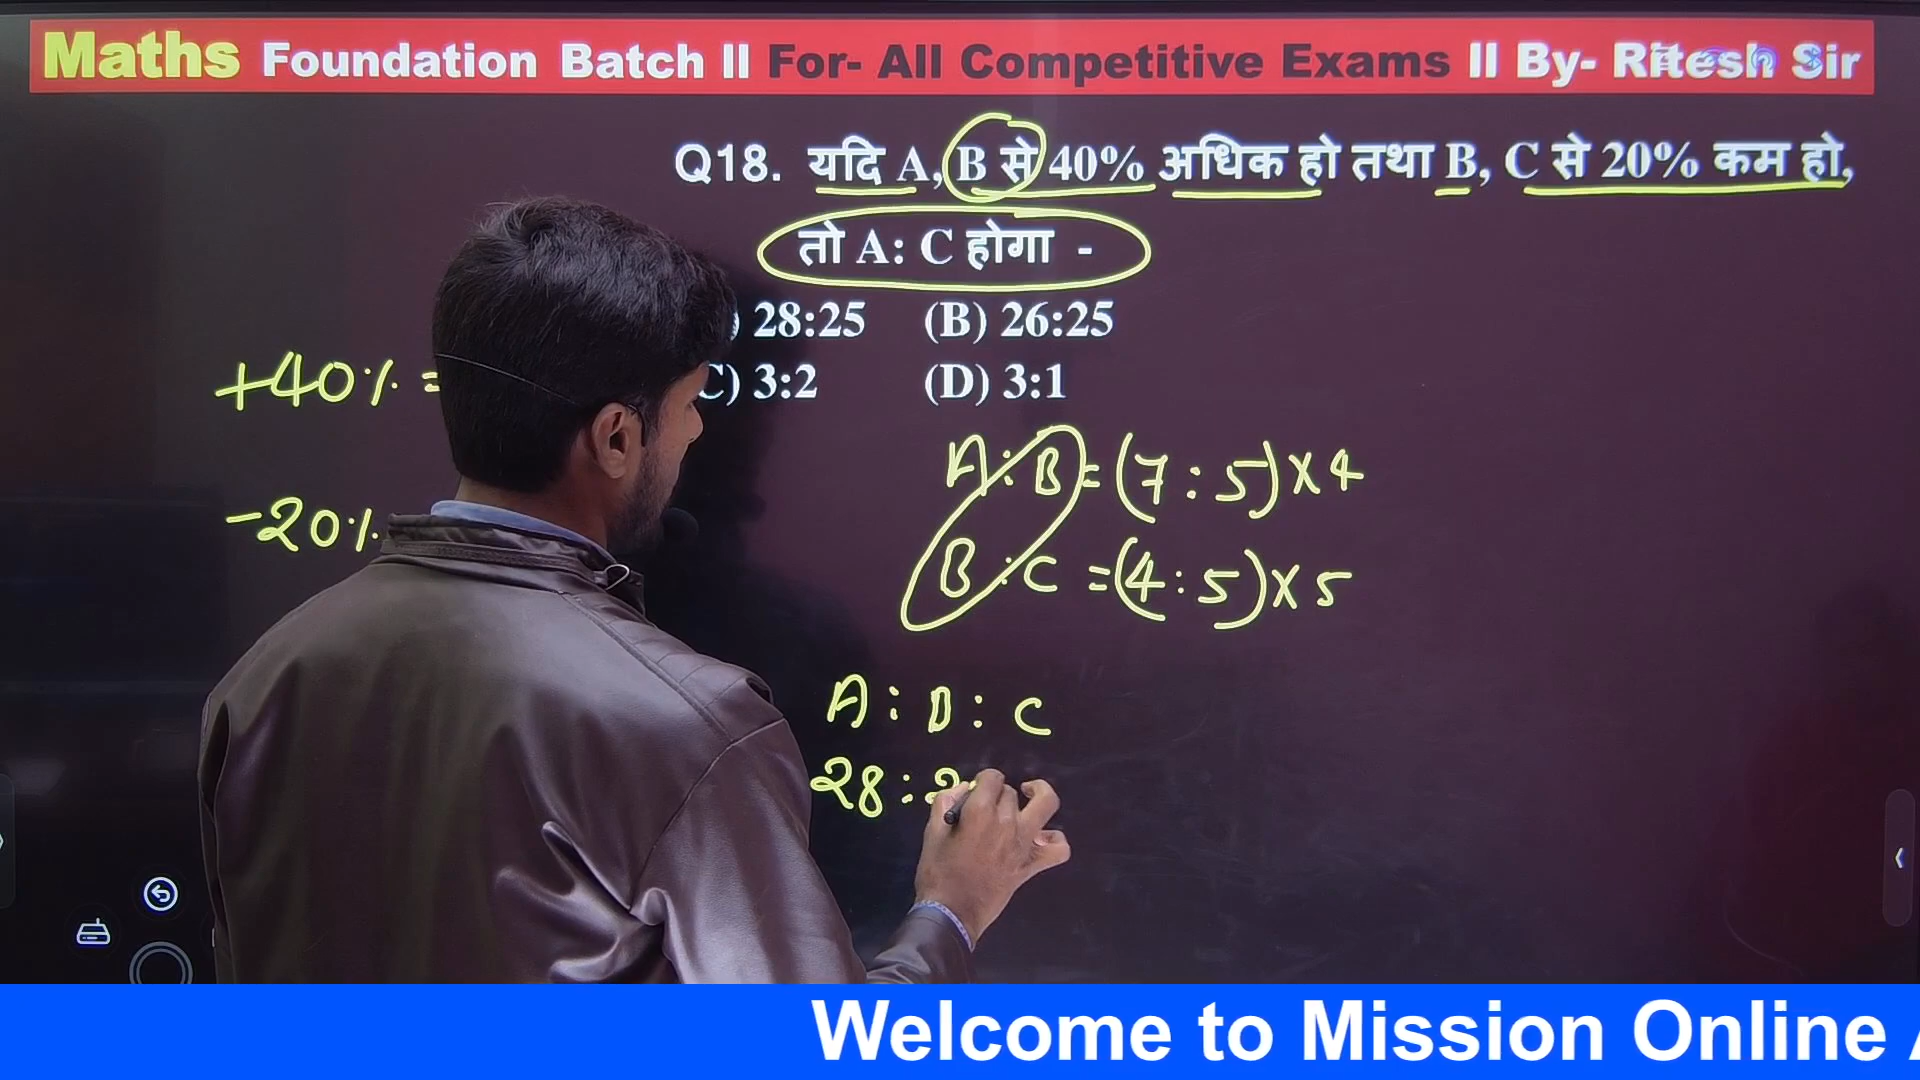 Maths Foundation Batch II For- All Competitive Exams II By- Ritesh Sir
Q18. यदि A, B से 40% अधिक हो तथा B, C से 20% कम हो,
तो A: C होगा -
) 28:25 (B) 26:25
C) 3:2 (D) 3:1
+40% =
-20%
A:B = (7:5)×4
B:C = (4:5)×5
A:B:C
28:2
Welcome to Mission Online